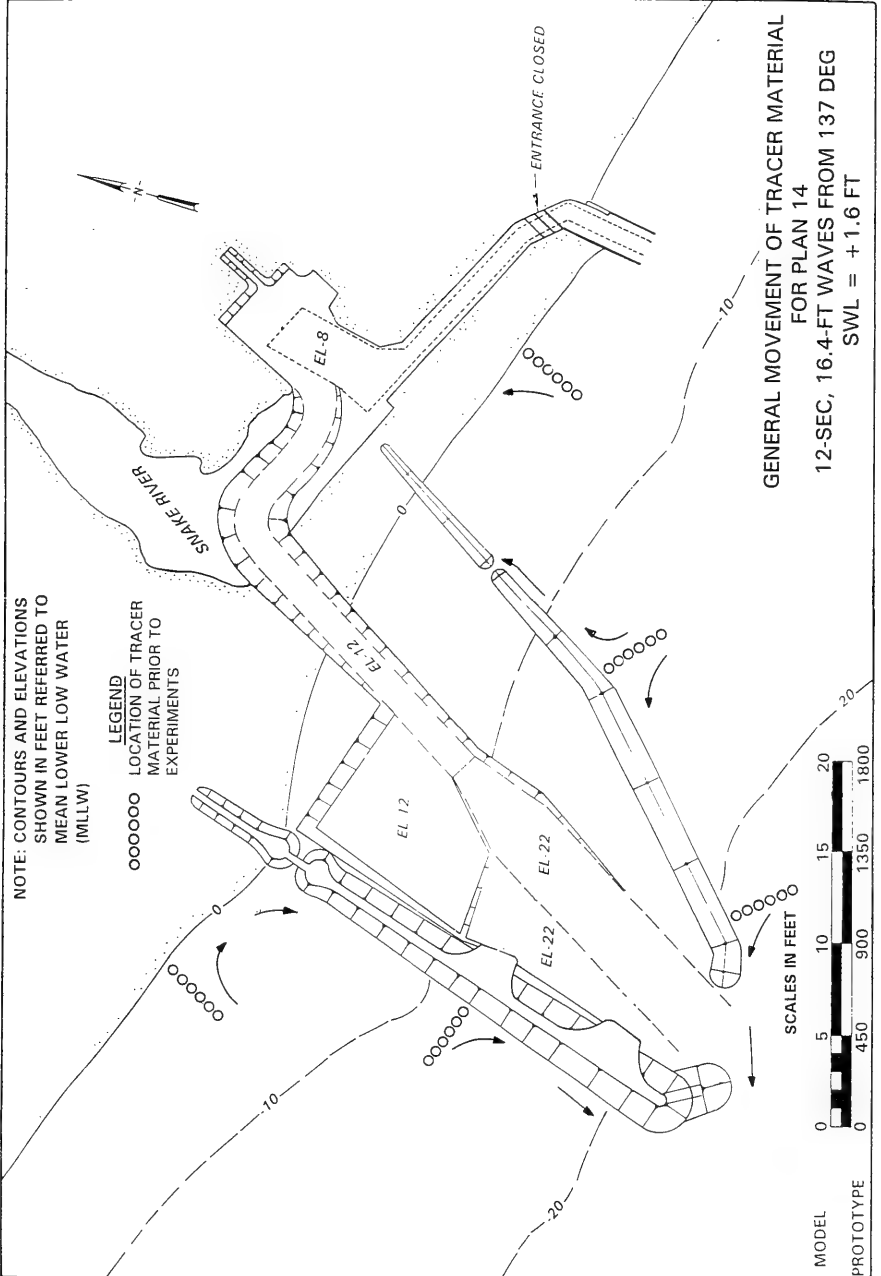 NOTE: CONTOURS AND ELEVATIONS
SHOWN IN FEET REFERRED TO
MEAN LOWER LOW WATER
(MLLW)
LEGEND
OOOOOO LOCATION OF TRACER
MATERIAL PRIOR TO
EXPERIMENTS
SNAKE RIVER
-N-
ENTRANCE CLOSED
EL-8
0
0
EL-12
EL 12
EL-22
EL-22
-10
-10
-20
-20
SCALES IN FEET
MODEL
0 5 10 15 20
PROTOTYPE
0 450 900 1350 1800
GENERAL MOVEMENT OF TRACER MATERIAL
FOR PLAN 14
12-SEC, 16.4-FT WAVES FROM 137 DEG
SWL = +1.6 FT